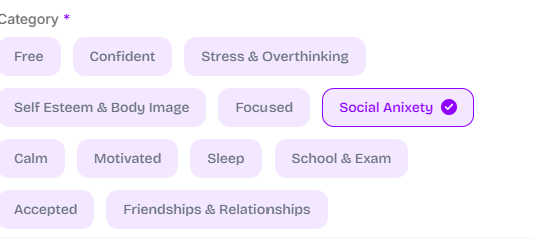 Category *
Free Confident Stress & Overthinking
Self Esteem & Body Image Focused Social Anixety
Calm Motivated Sleep School & Exam
Accepted Friendships & Relationships